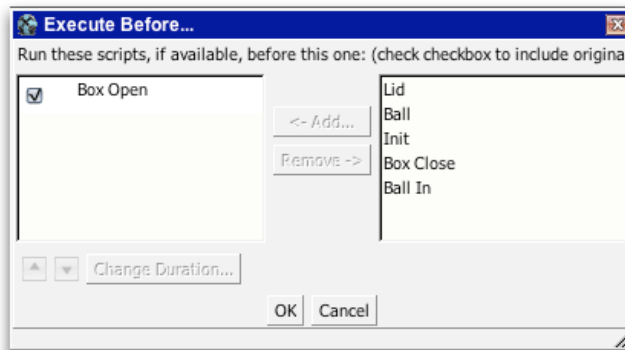 Execute Before...
Run these scripts, if available, before this one: (check checkbox to include origina
Box Open
<- Add...
Remove ->
Lid
Ball
Init
Box Close
Ball In
Change Duration...
OK Cancel